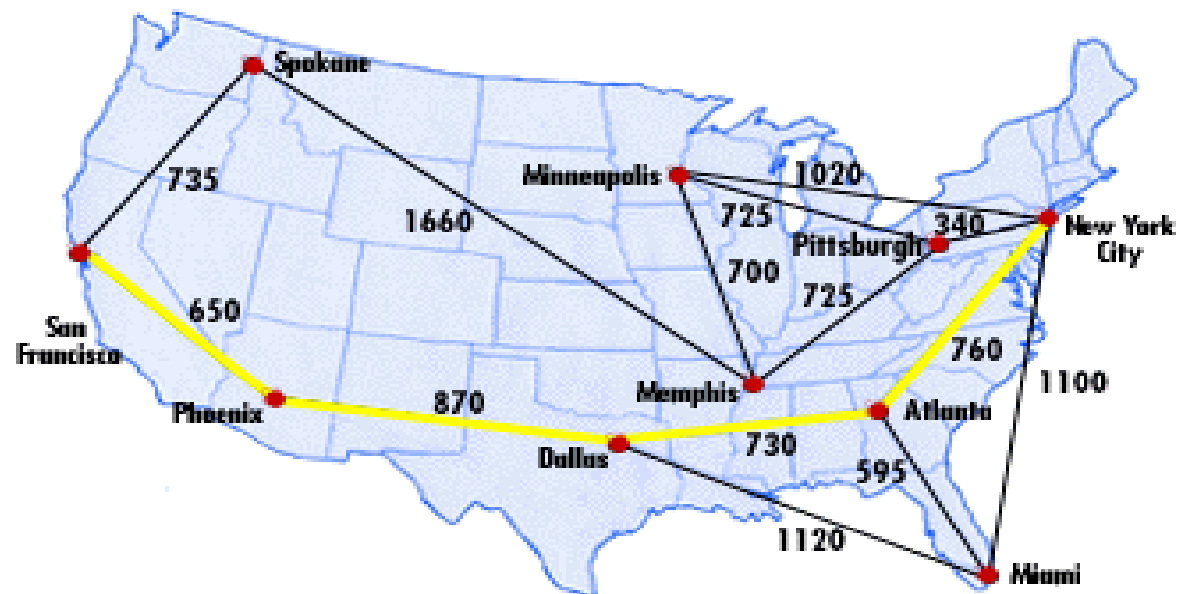 Spokane
Minneapolis
1020
735
725
1660
340
New York
City
Pittsburgh
700
725
650
San
Francisco
760
1100
Memphis
870
Phoenix
Atlanta
730
Dallas
595
1120
Miami